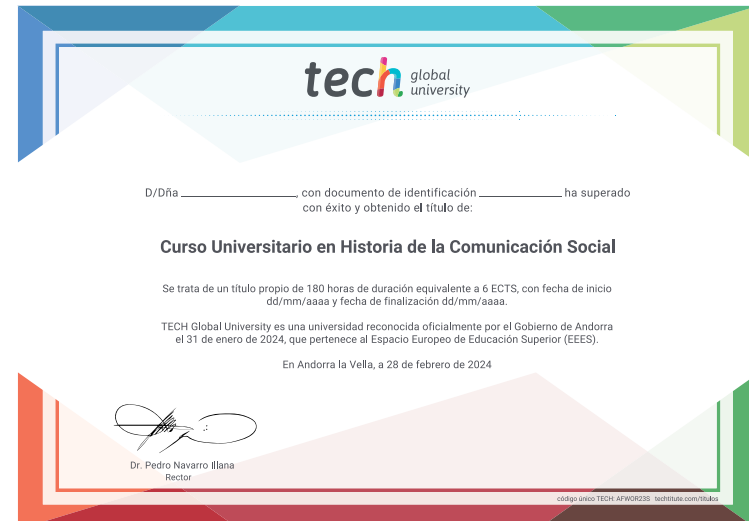 tech global
university
D/Dña ____________________, con documento de identificación ______________ ha superado
con éxito y obtenido el título de:
Curso Universitario en Historia de la Comunicación Social
Se trata de un título propio de 180 horas de duración equivalente a 6 ECTS, con fecha de inicio
dd/mm/aaaa y fecha de finalización dd/mm/aaaa.
TECH Global University es una universidad reconocida oficialmente por el Gobierno de Andorra
el 31 de enero de 2024, que pertenece al Espacio Europeo de Educación Superior (EEES).
En Andorra la Vella, a 28 de febrero de 2024
Dr. Pedro Navarro Illana
Rector
código único TECH: AFWOR23S techtitute.com/titulos